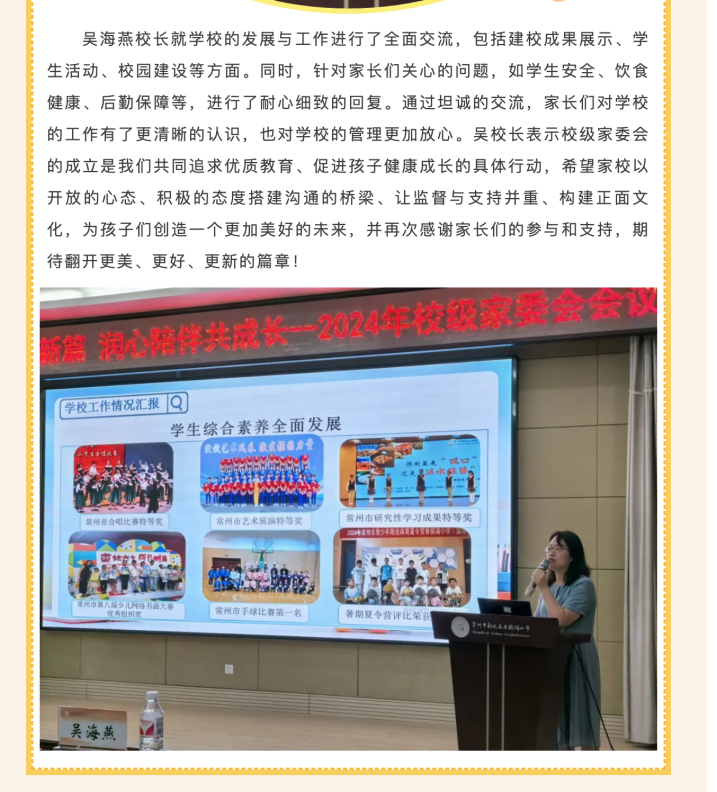 吴海燕校长就学校的发展与工作进行了全面交流，包括建校成果展示、学
生活动、校园建设等方面。同时，针对家长们关心的问题，如学生安全、饮食
健康、后勤保障等，进行了耐心细致的回复。通过坦诚的交流，家长们对学校
的工作有了更清晰的认识，也对学校的管理更加放心。吴校长表示校级家委会
的成立是我们共同追求优质教育、促进孩子健康成长的具体行动，希望家校以
开放的心态、积极的态度搭建沟通的桥梁、让监督与支持并重、构建正面文
化，为孩子们创造一个更加美好的未来，并再次感谢家长们的参与和支持，期
待翻开更美、更好、更新的篇章！
新篇 润心陪伴共成长—2024年校级家委会会议
学校工作情况汇报
学生综合素养全面发展
常州市合唱比赛特等奖
常州市艺术展演特等奖
常州市研究性学习成果特等奖
常州市第八届少儿网络书画大赛
优秀组织奖
常州市手球比赛第一名
暑期夏令营评比荣获
吴海燕